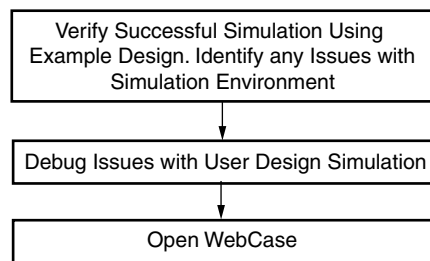 Verify Successful Simulation Using
Example Design. Identify any Issues with
Simulation Environment
Debug Issues with User Design Simulation
Open WebCase